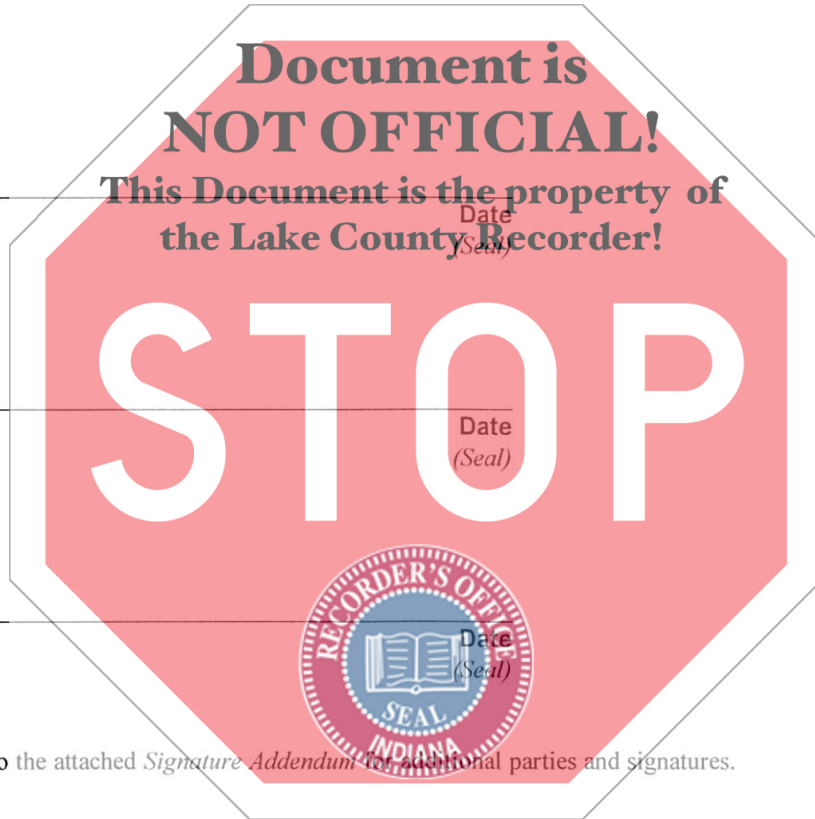 Document is
NOT OFFICIAL!
This Document is the property of
Date
the Lake County Recorder!
(Seal)
STOP
Date
(Seal)
RECORDER'S OFFICE
Date
(Seal)
SEAL
INDIANA
the attached Signature Addendum for additional parties and signatures.